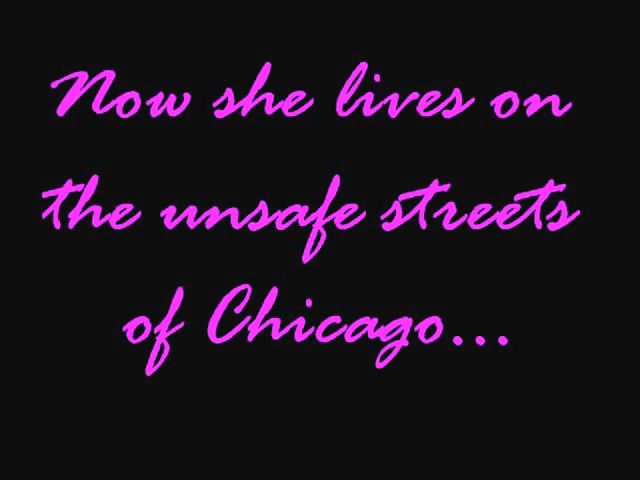 Now she lives on
the unsafe streets
of Chicago...